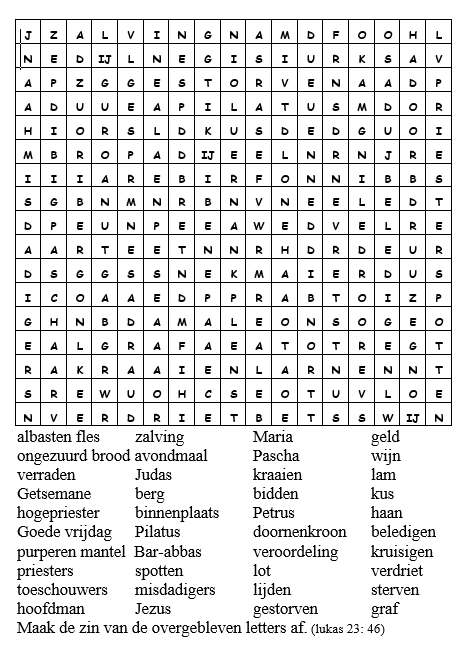 J Z A L V I N G N A M D F O O H L
N E D IJ L N E G I S I U R K S A V
A P Z G G E S T O R V E N A A D P
A D U U E A P I L A T U S M D O R
H I O R S L D K U S D E D G U O I
M B R O P A D IJ E E L N R N J R E
I I I A R E B I R F O N N I B B S
S G B N M N R B N V N E E L E D T
D P E U N P E E A W E D V E L R E
A A R T E E T N N R H D R D E U R
D S G G S S N E K M A I E R D U S
I C O A A E D P P R A B T O I Z P
G H N B D A M A L E O N S O G E O
E A L G R A F A E A T O T R E G T
R A K R A A I E N L A R N E N N T
S R E W U O H C S E O T U V L O E
N V E R D R I E T B E T S S W IJ N
albasten fles zalving Maria geld
ongezuurd brood avondmaal Pascha wijn
verraden Judas kraaien lam
Getsemane berg bidden kus
hogepriester binnenplaats Petrus haan
Goede vrijdag Pilatus doornenkroon beledigen
purperen mantel Bar-abbas veroordeling kruisigen
priesters spotten lot verdriet
toeschouwers misdadigers lijden sterven
hoofdman Jezus gestorven graf
Maak de zin van de overgebleven letters af. (lukas 23: 46)